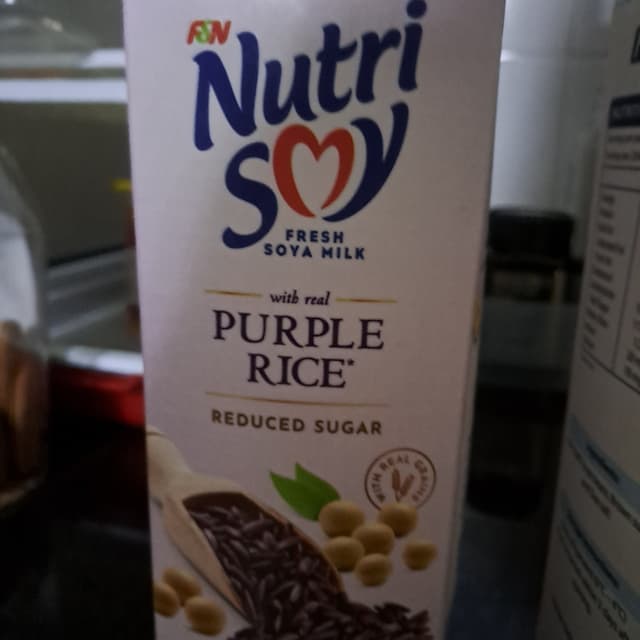 F&N
Nutri
Soy
FRESH
SOYA MILK
with real
PURPLE
RICE*
REDUCED SUGAR
WITH REAL GRAINS